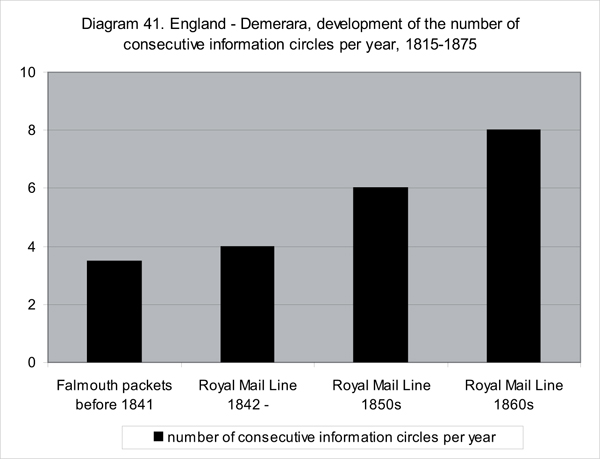 Diagram 41. England - Demerara, development of the number of
consecutive information circles per year, 1815-1875
10
8
6
4
2
0
Falmouth packets
before 1841
Royal Mail Line
1842 -
Royal Mail Line
1850s
Royal Mail Line
1860s
number of consecutive information circles per year